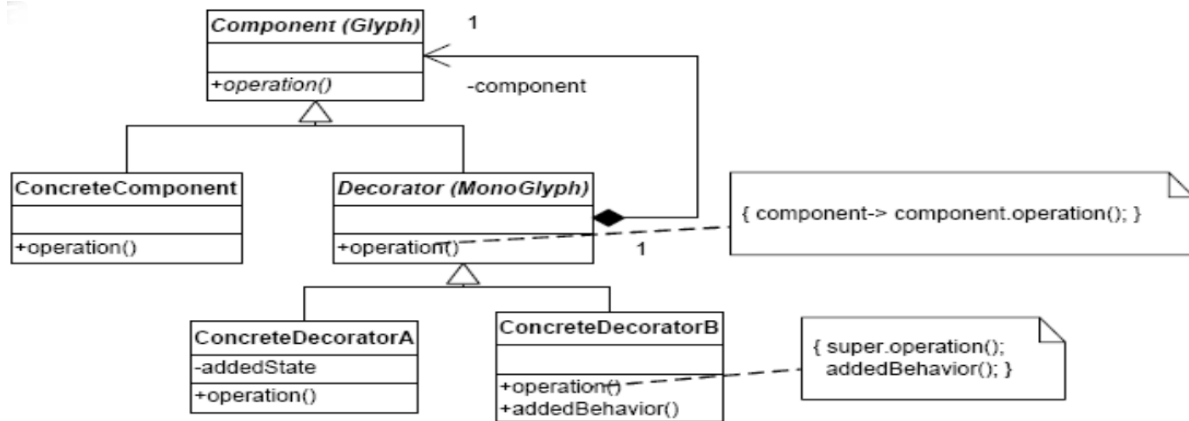 Component (Glyph)
1
+operation()
-component
ConcreteComponent
Decorator (MonoGlyph)
{ component-> component.operation(); }
+operation()
+operation()
1
ConcreteDecoratorA
ConcreteDecoratorB
-addedState
{ super.operation();
addedBehavior(); }
+operation()
+operation()
+addedBehavior()